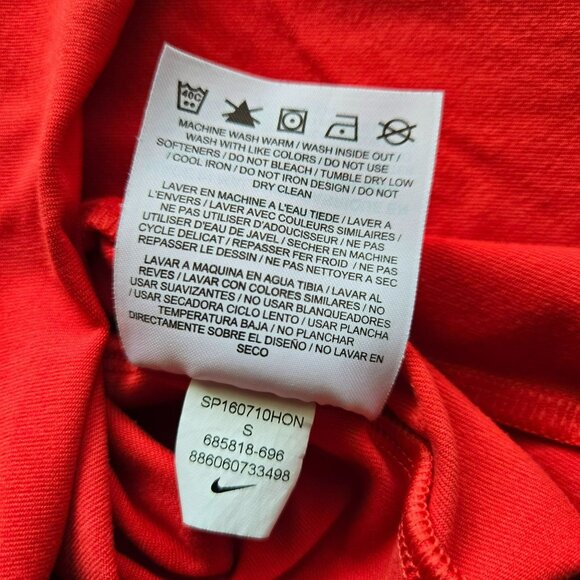 40C
MACHINE WASH WARM / WASH INSIDE OUT /
WASH WITH LIKE COLORS / DO NOT USE
SOFTENERS / DO NOT BLEACH / TUMBLE DRY LOW
/ COOL IRON / DO NOT IRON DESIGN / DO NOT
DRY CLEAN
LAVER EN MACHINE A L'EAU TIEDE / LAVER A
L'ENVERS / LAVER AVEC COULEURS SIMILAIRES /
NE PAS UTILISER D'ADOUCISSEUR / NE PAS
UTILISER D'EAU DE JAVEL / SECHER EN MACHINE
CYCLE DELICAT / REPASSER FER FROID / NE PAS
REPASSER LE DESSIN / NE PAS NETTOYER A SEC
LAVAR A MAQUINA EN AGUA TIBIA / LAVAR AL
REVES / LAVAR CON COLORES SIMILARES / NO
USAR SUAVIZANTES / NO USAR BLANQUEADORES
/ USAR SECADORA CICLO LENTO / USAR PLANCHA
TEMPERATURA BAJA / NO PLANCHAR
DIRECTAMENTE SOBRE EL DISEÑO / NO LAVAR EN
SECO
SP160710HON
S
685818-696
886060733498